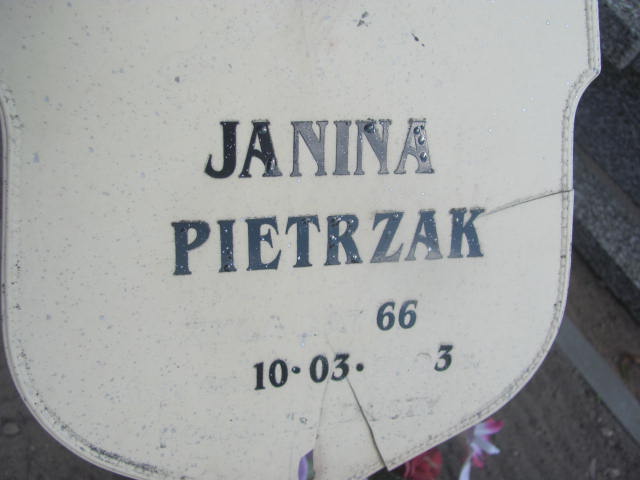 JANINA
PIETRZAK
66
10·03· 3